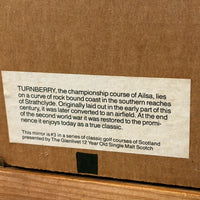 TURNBERRY, the championship course of Ailsa, lies
on a curve of rock bound coast in the southern reaches
of Strathclyde. Originally laid out in the early part of this
century, it was later converted to an airfield. At the end
of the second world war it was restored to the promi-
nence it enjoys today as a true classic.
This mirror is #3 in a series of classic golf courses of Scotland
presented by The Glenlivet 12 Year Old Single Malt Scotch